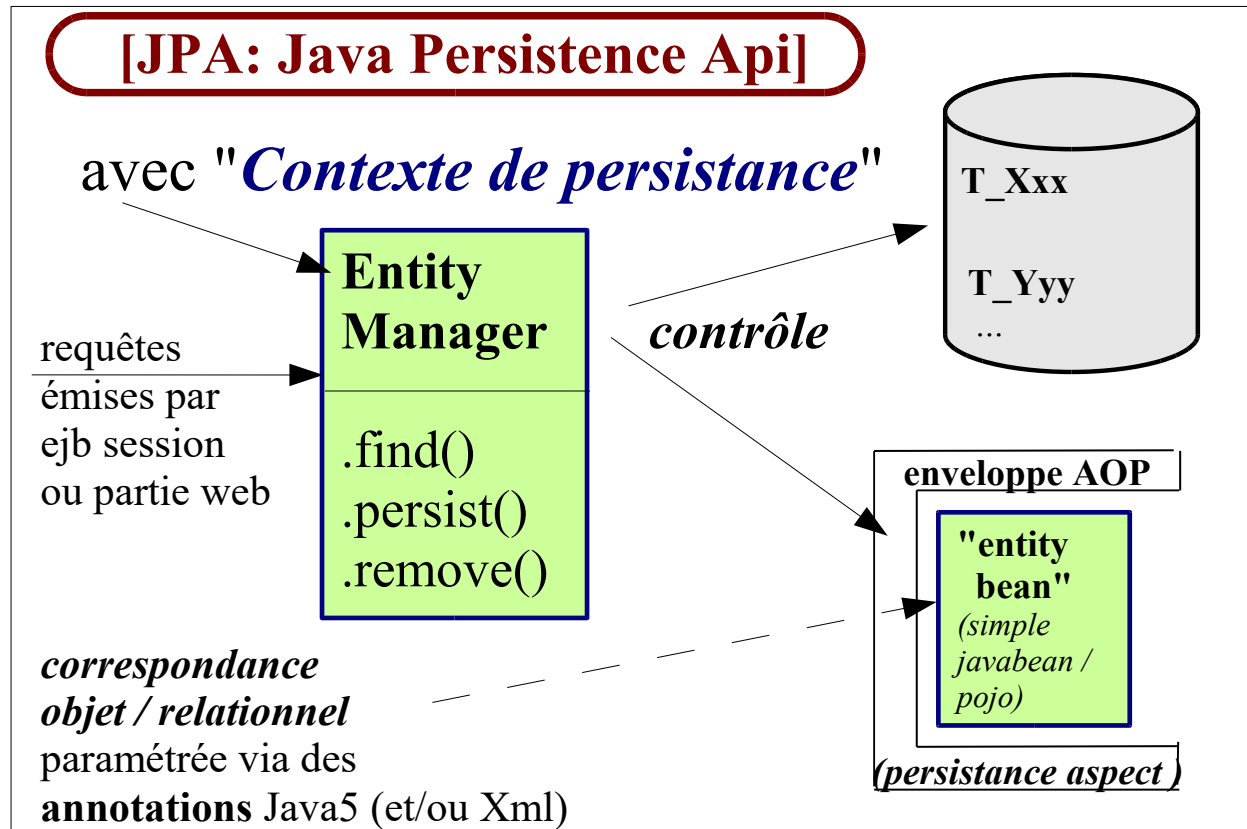 [JPA: Java Persistence Api]
avec "Contexte de persistance"
T_Xxx
T_Yyy
...
Entity
Manager
.find()
.persist()
.remove()
contrôle
requêtes
émises par
ejb session
ou partie web
enveloppe AOP
"entity
bean"
(simple
javabean /
pojo)
(persistance aspect )
correspondance
objet / relationnel
paramétrée via des
annotations Java5 (et/ou Xml)